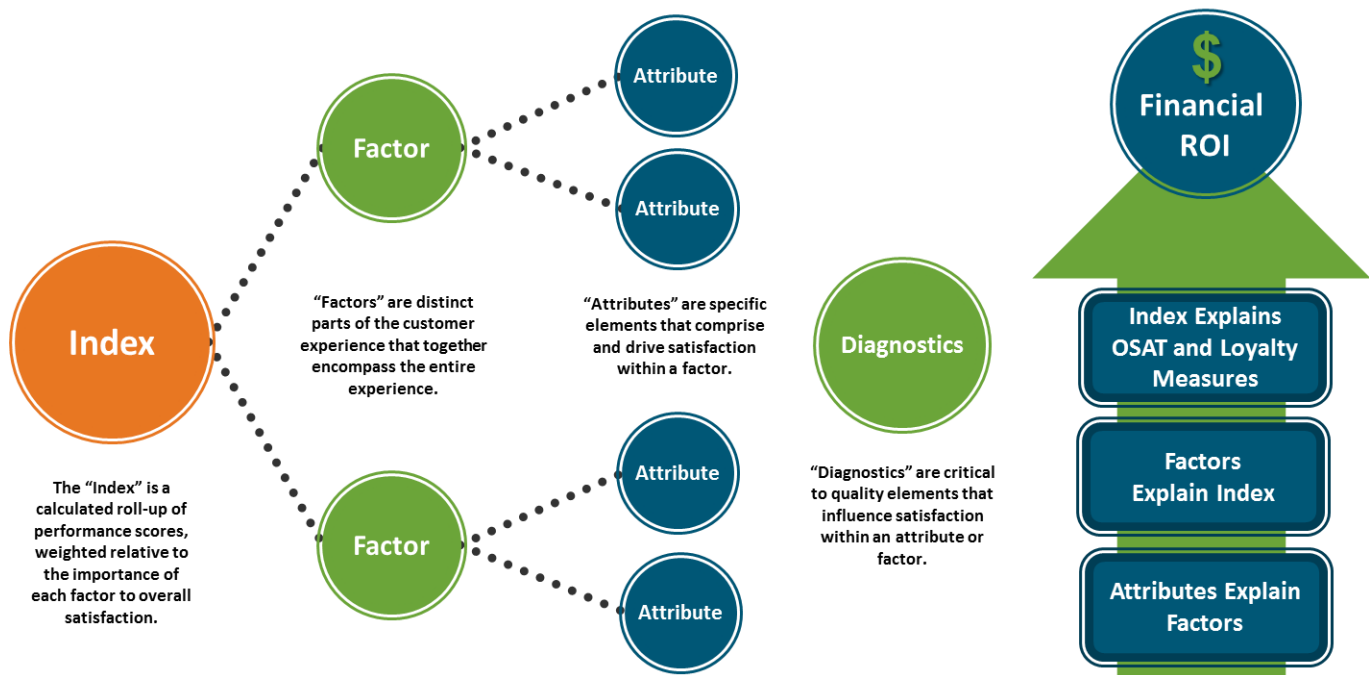 Index
The “Index” is a
calculated roll-up of
performance scores,
weighted relative to
the importance of
each factor to overall
satisfaction.
Factor
“Factors” are distinct
parts of the customer
experience that together
encompass the entire
experience.
Factor
Attribute
Attribute
“Attributes” are specific
elements that comprise
and drive satisfaction
within a factor.
Attribute
Attribute
Diagnostics
“Diagnostics” are critical
to quality elements that
influence satisfaction
within an attribute or
factor.
$
Financial
ROI
Index Explains
OSAT and Loyalty
Measures
Factors
Explain Index
Attributes Explain
Factors